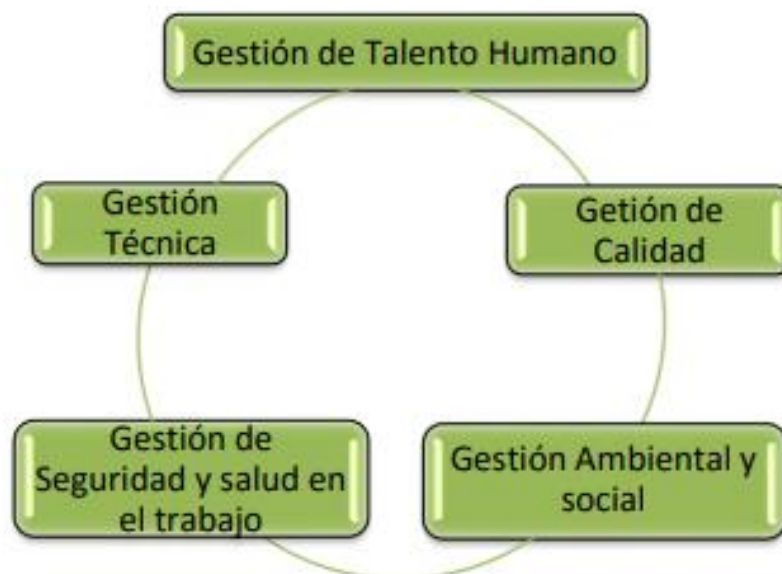 Gestión de Talento Humano
Gestión
Técnica
Getión de
Calidad
Gestión de
Seguridad y salud en
el trabajo
Gestión Ambiental y
social